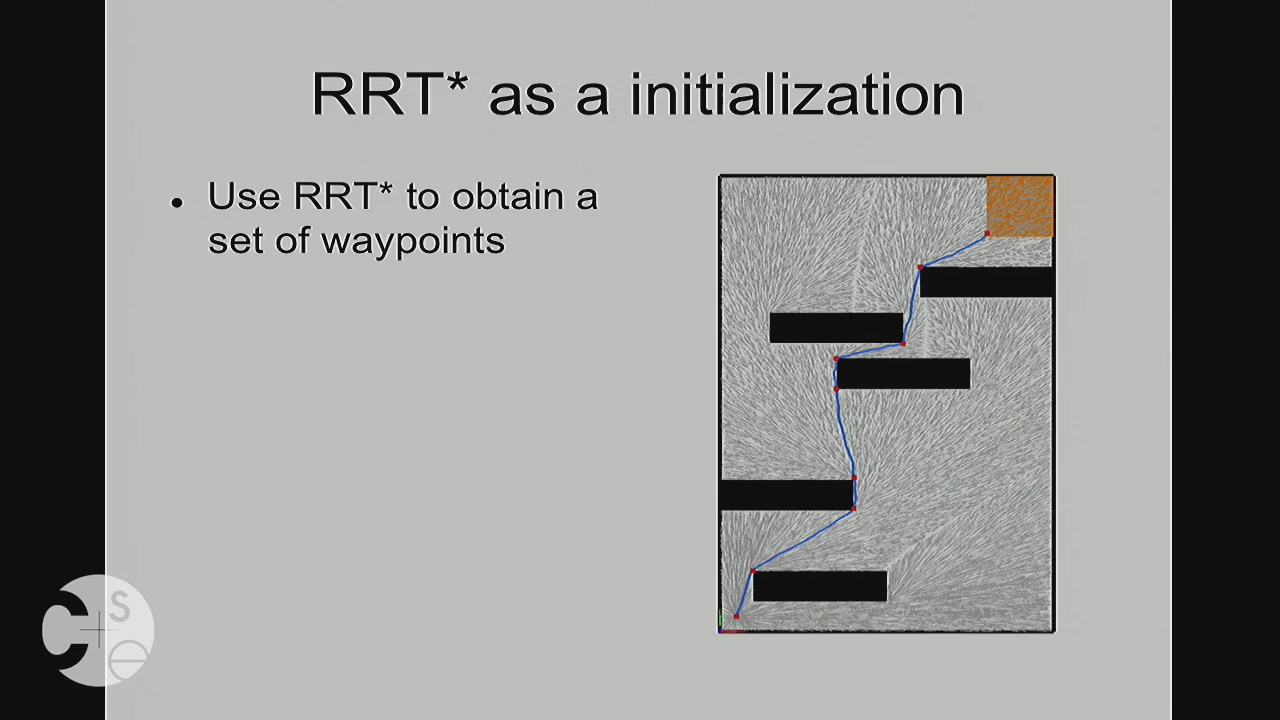 RRT* as a initialization
● Use RRT* to obtain a
set of waypoints
C S e